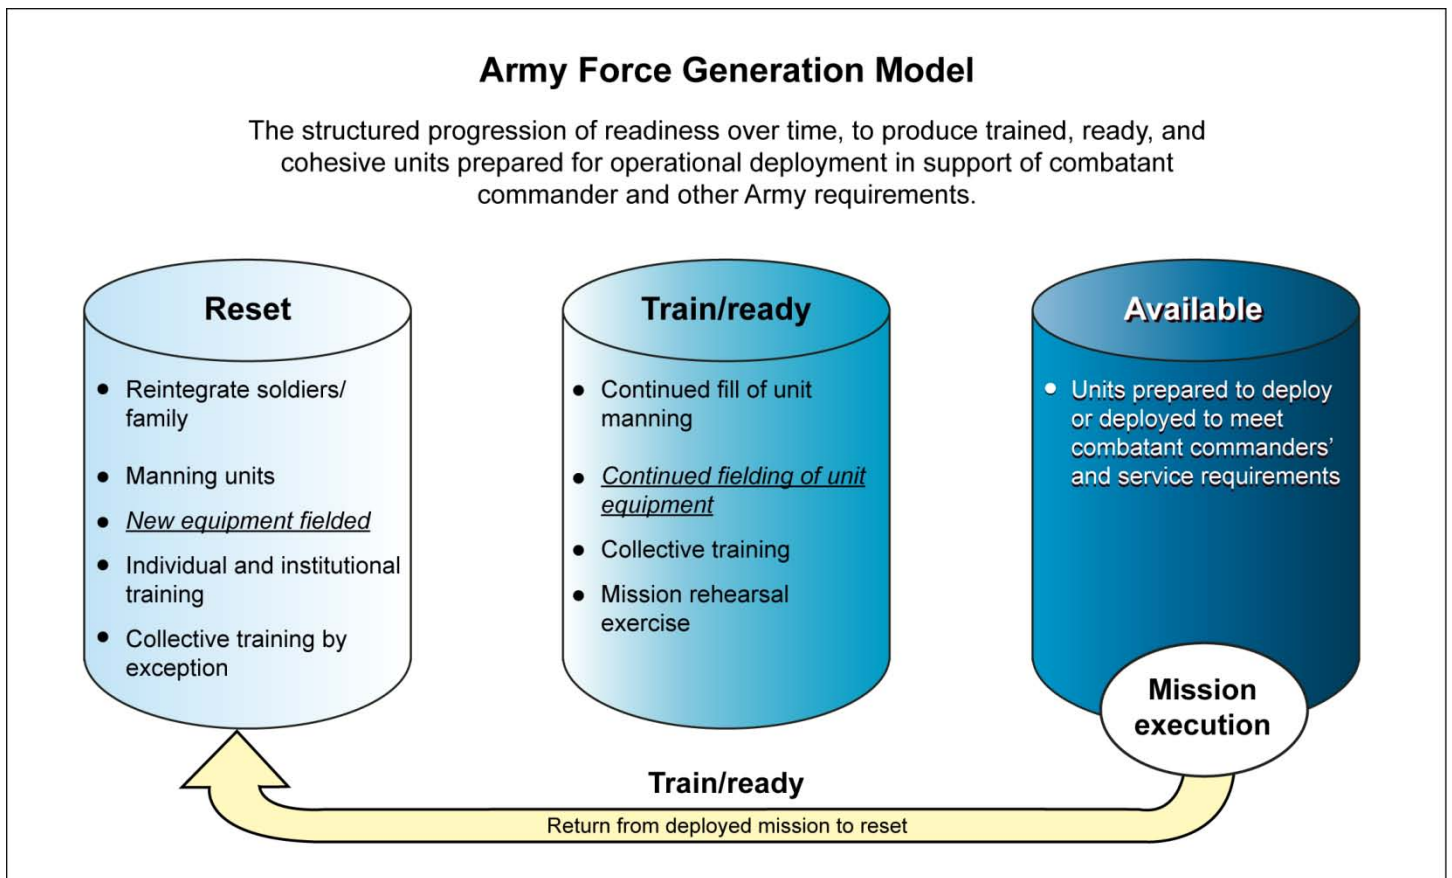 Army Force Generation Model
The structured progression of readiness over time, to produce trained, ready, and
cohesive units prepared for operational deployment in support of combatant
commander and other Army requirements.
Reset
• Reintegrate soldiers/
family
• Manning units
• New equipment fielded
• Individual and institutional
training
• Collective training by
exception
Train/ready
• Continued fill of unit
manning
• Continued fielding of unit
equipment
• Collective training
• Mission rehearsal
exercise
Available
• Units prepared to deploy
or deployed to meet
combatant commanders’
and service requirements
Mission
execution
Train/ready
Return from deployed mission to reset